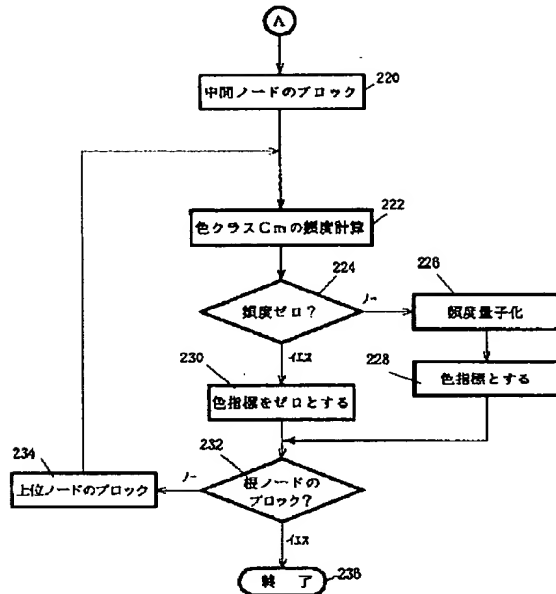 A
中間ノードのブロック
220
色クラスCmの頻度計算
222
頻度ゼロ?
224
ノー
頻度量子化
226
イエス
色指標をゼロとする
230
色指標とする
228
根ノードの
ブロック?
232
ノー
上位ノードのブロック
234
イエス
終 了
236